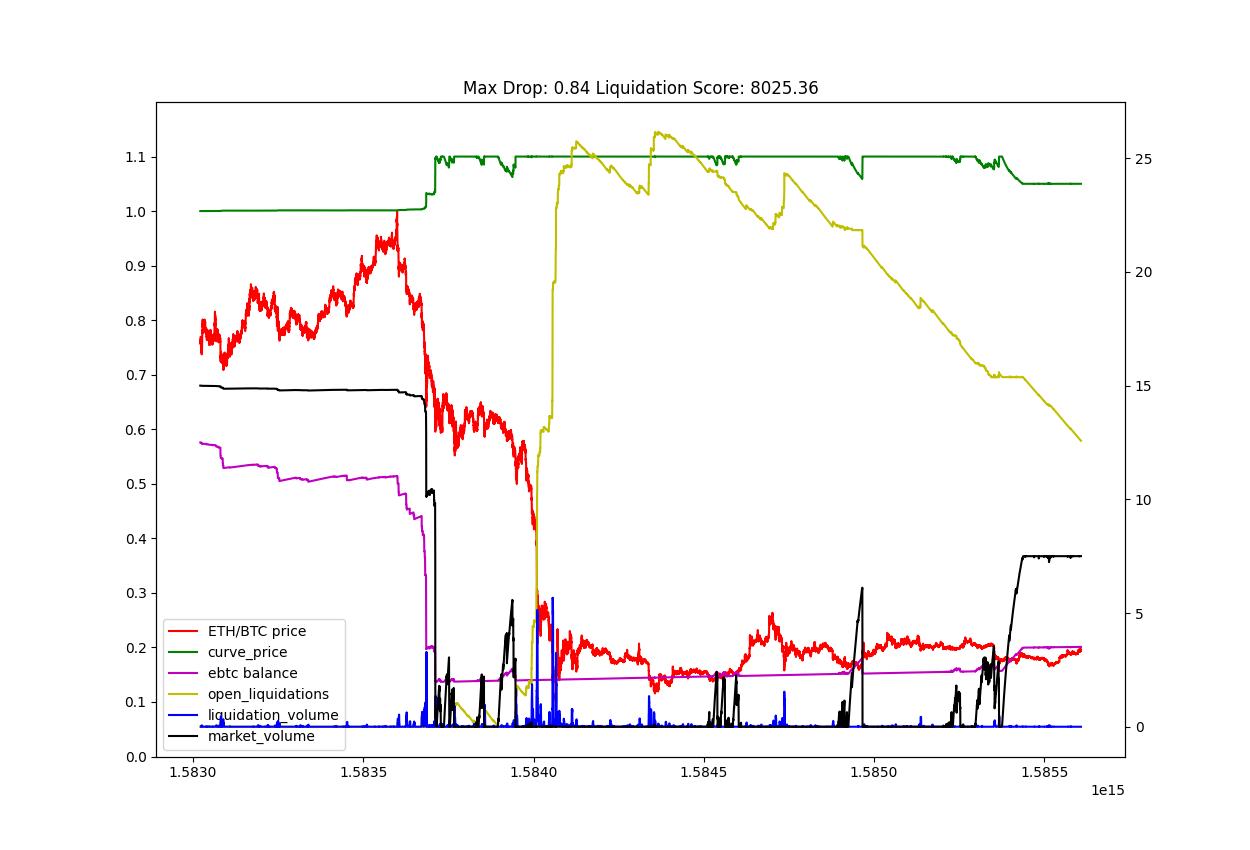 Max Drop: 0.84 Liquidation Score: 8025.36
1.1
1.0
0.9
0.8
0.7
0.6
0.5
0.4
0.3
0.2
0.1
0.0
25
20
15
10
5
0
ETH/BTC price
curve_price
ebtc balance
open_liquidations
liquidation_volume
market_volume
1.5830 1.5835 1.5840 1.5845 1.5850 1.5855
1e15